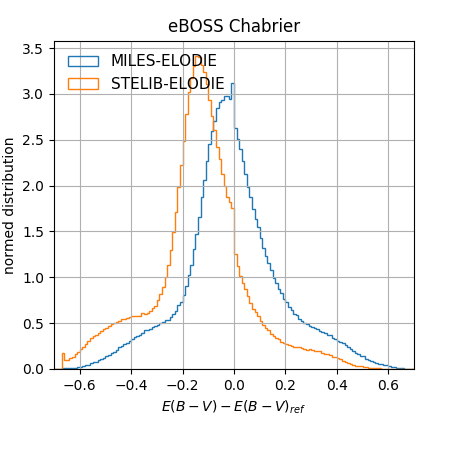 eBOSS Chabrier
MILES-ELODIE
STELIB-ELODIE
normed distribution
3.5
3.0
2.5
2.0
1.5
1.0
0.5
0.0
−0.6 −0.4 −0.2 0.0 0.2 0.4 0.6
E(B − V) − E(B − V)ref